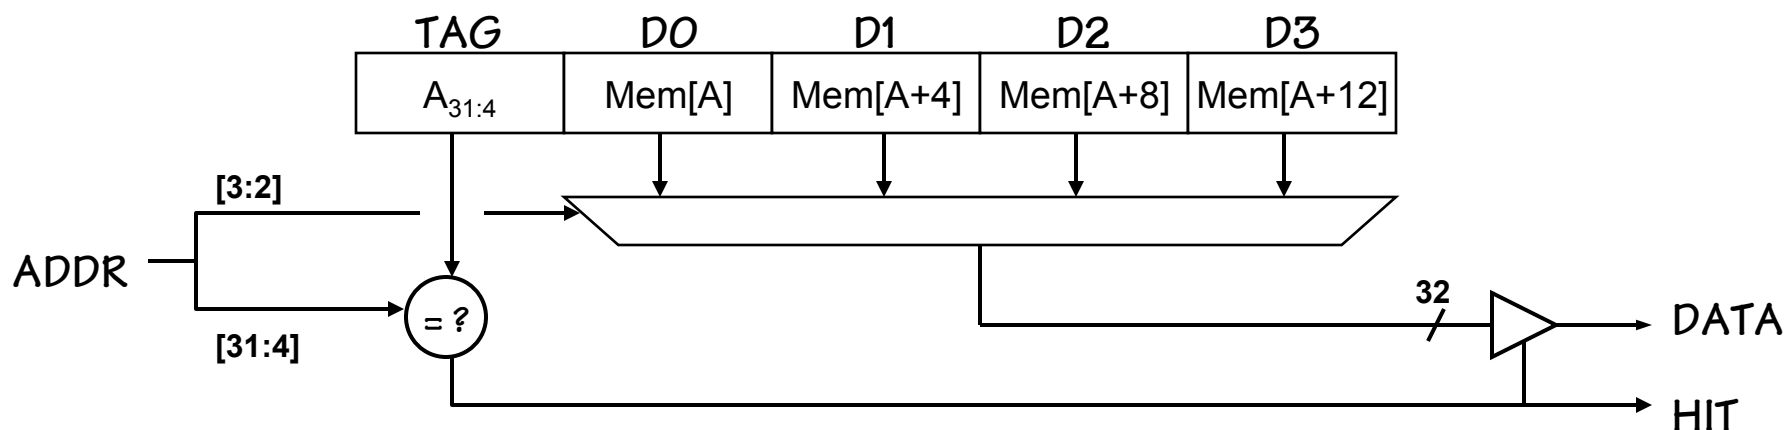 TAG D0 D1 D2 D3
A31:4 Mem[A] Mem[A+4] Mem[A+8] Mem[A+12]
[3:2]
ADDR
[31:4]
= ?
32
DATA
HIT